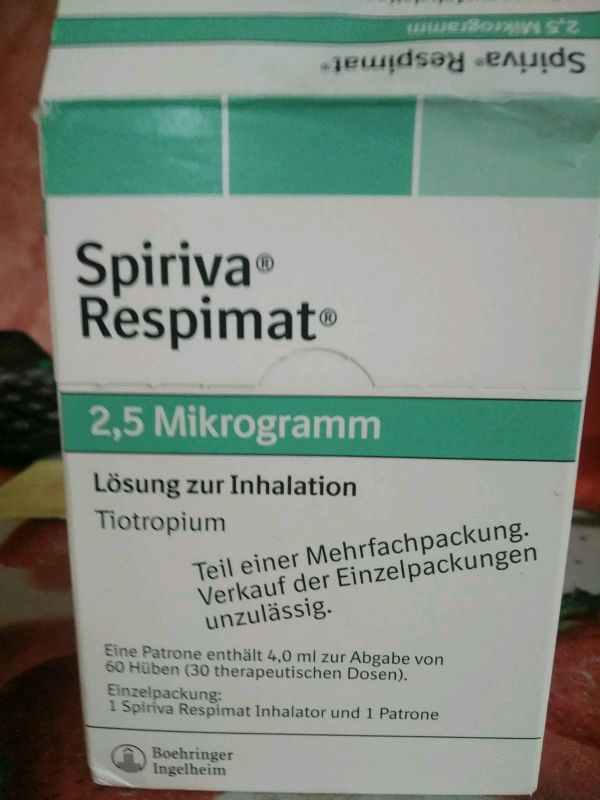 2,5 Mikrogramm
Spiriva® Respimat®
Spiriva®
Respimat®
2,5 Mikrogramm
Lösung zur Inhalation
Tiotropium
Teil einer Mehrfachpackung.
Verkauf der Einzelpackungen
unzulässig.
Eine Patrone enthält 4,0 ml zur Abgabe von
60 Hüben (30 therapeutischen Dosen).
Einzelpackung:
1 Spiriva Respimat Inhalator und 1 Patrone
Boehringer
Ingelheim